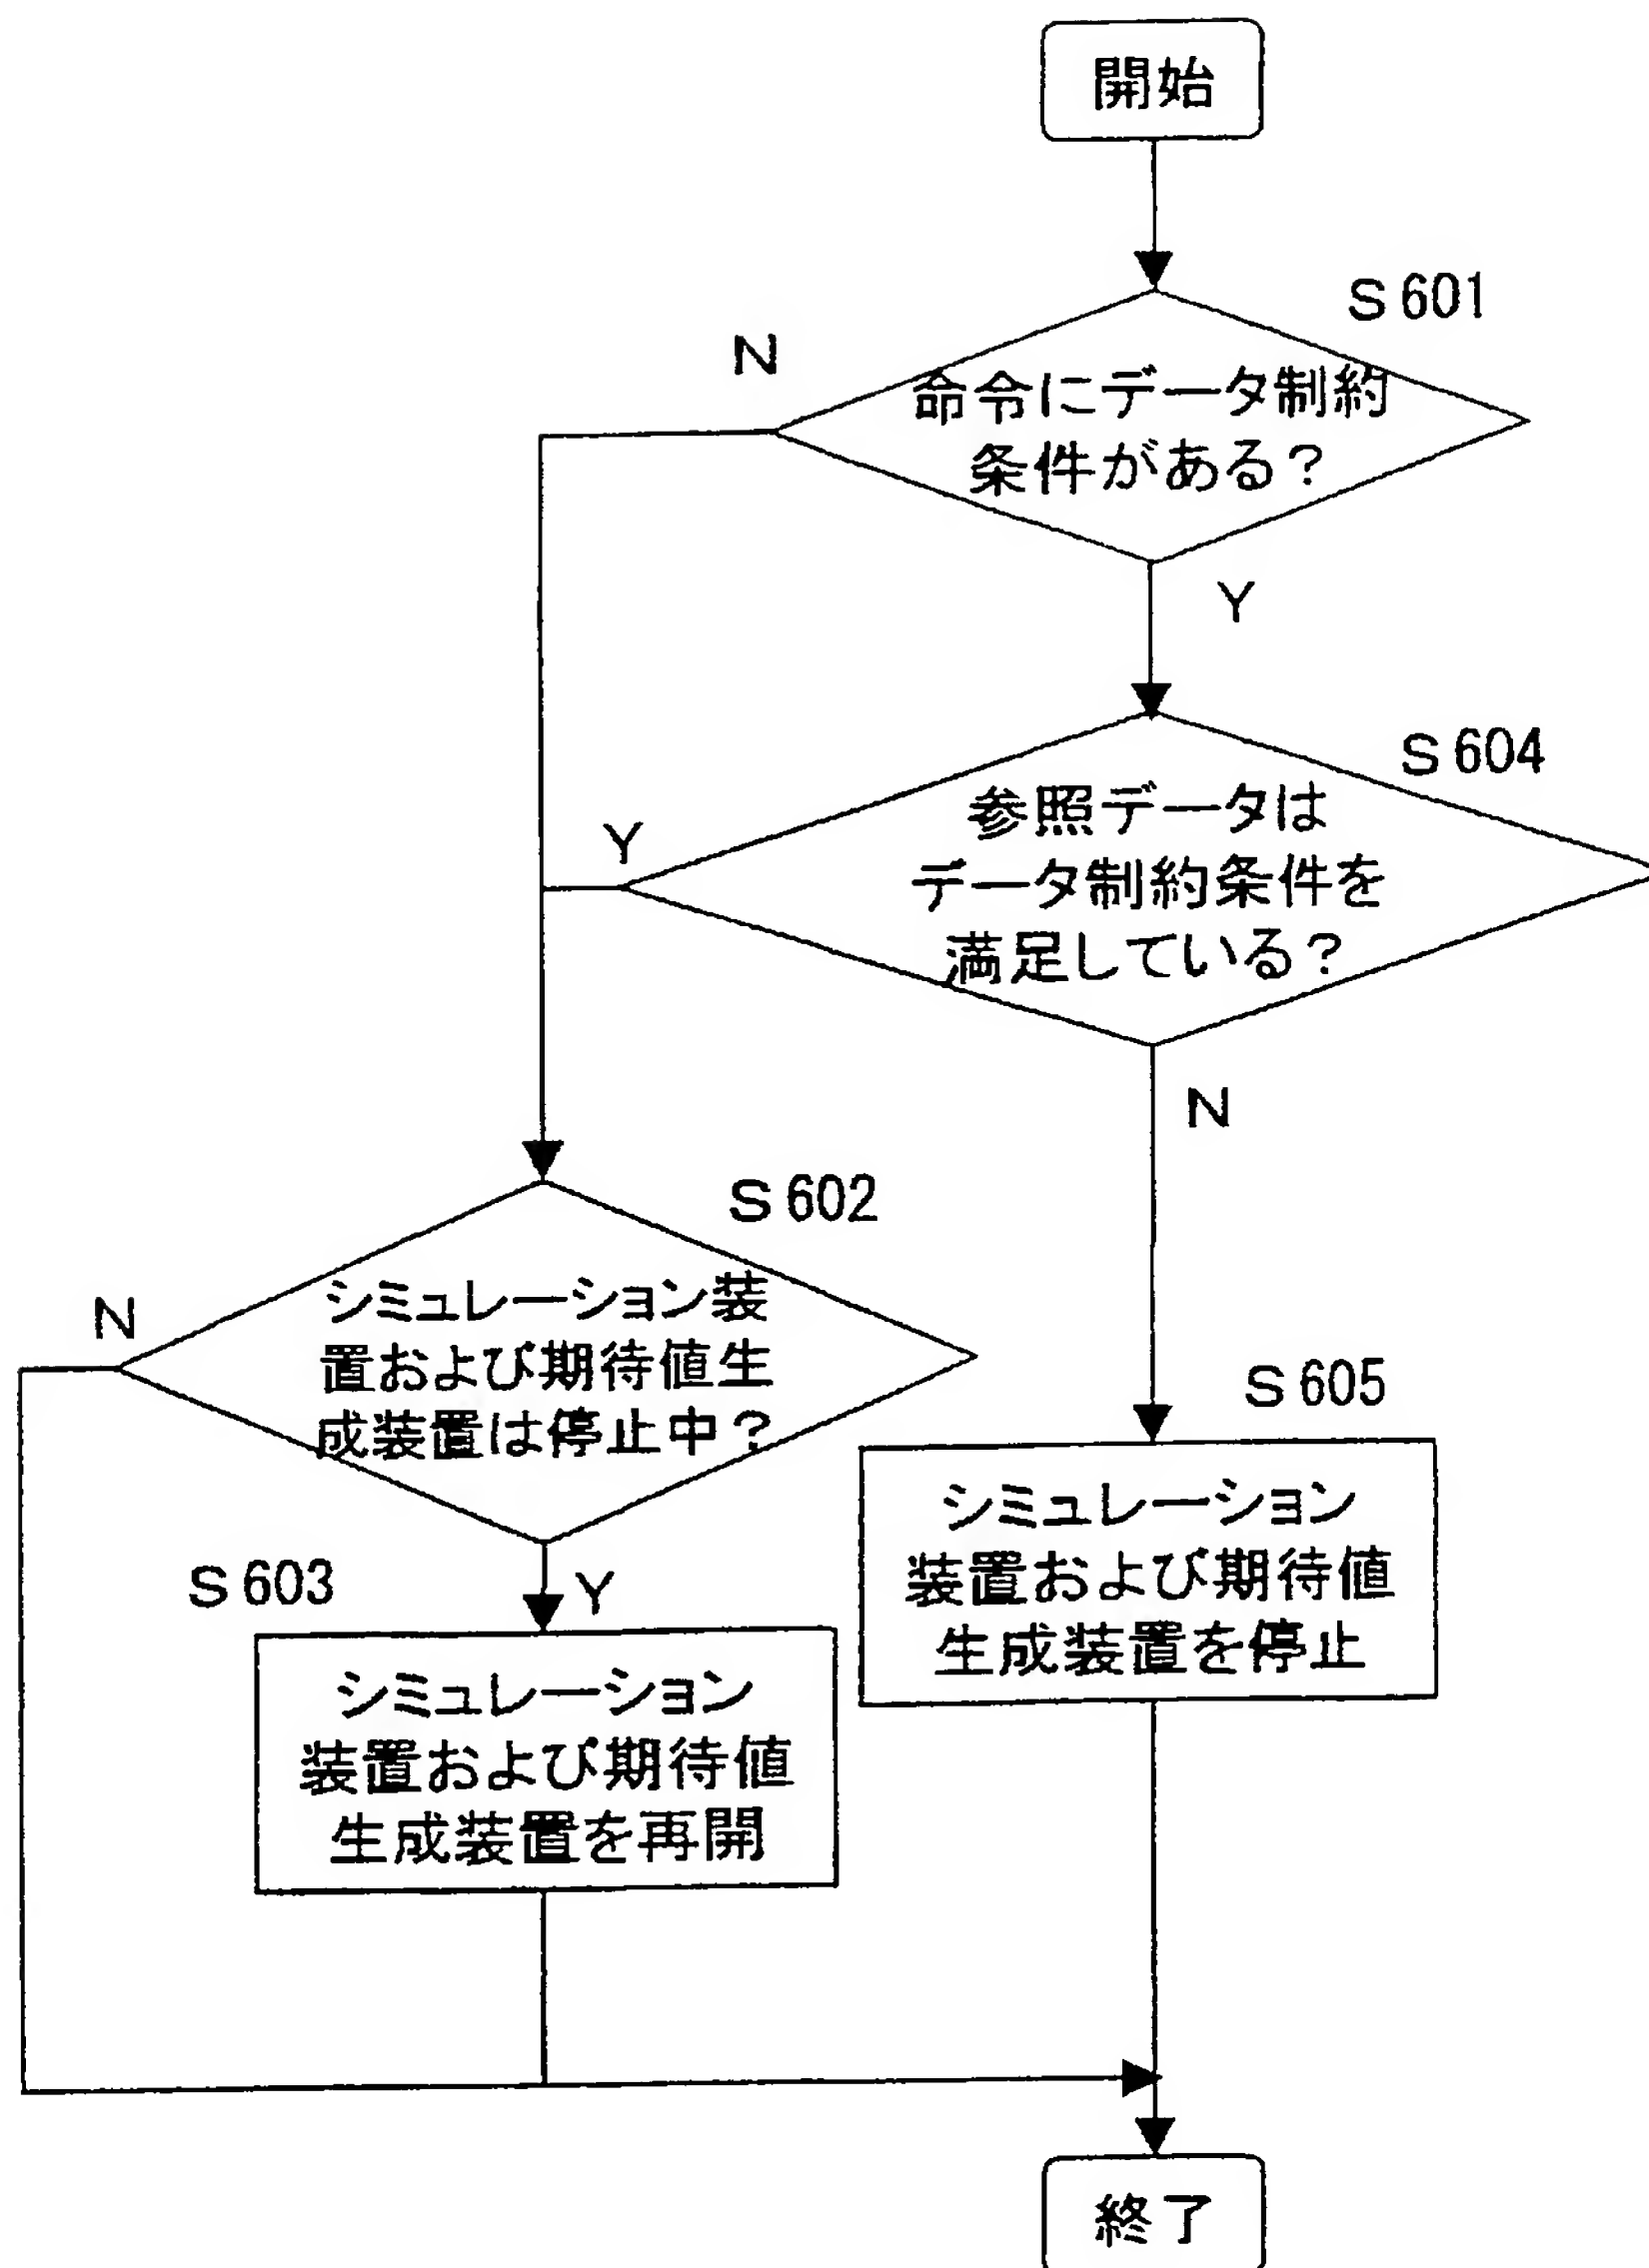 開始
S601
N
命令にデータ制約
条件がある？
Y
S604
参照データは
データ制約条件を
満足している？
Y
N
S602
シミュレーション装
置および期待値生
成装置は停止中？
N
Y
S605
シミュレーション
装置および期待値
生成装置を停止
S603
シミュレーション
装置および期待値
生成装置を再開
終了